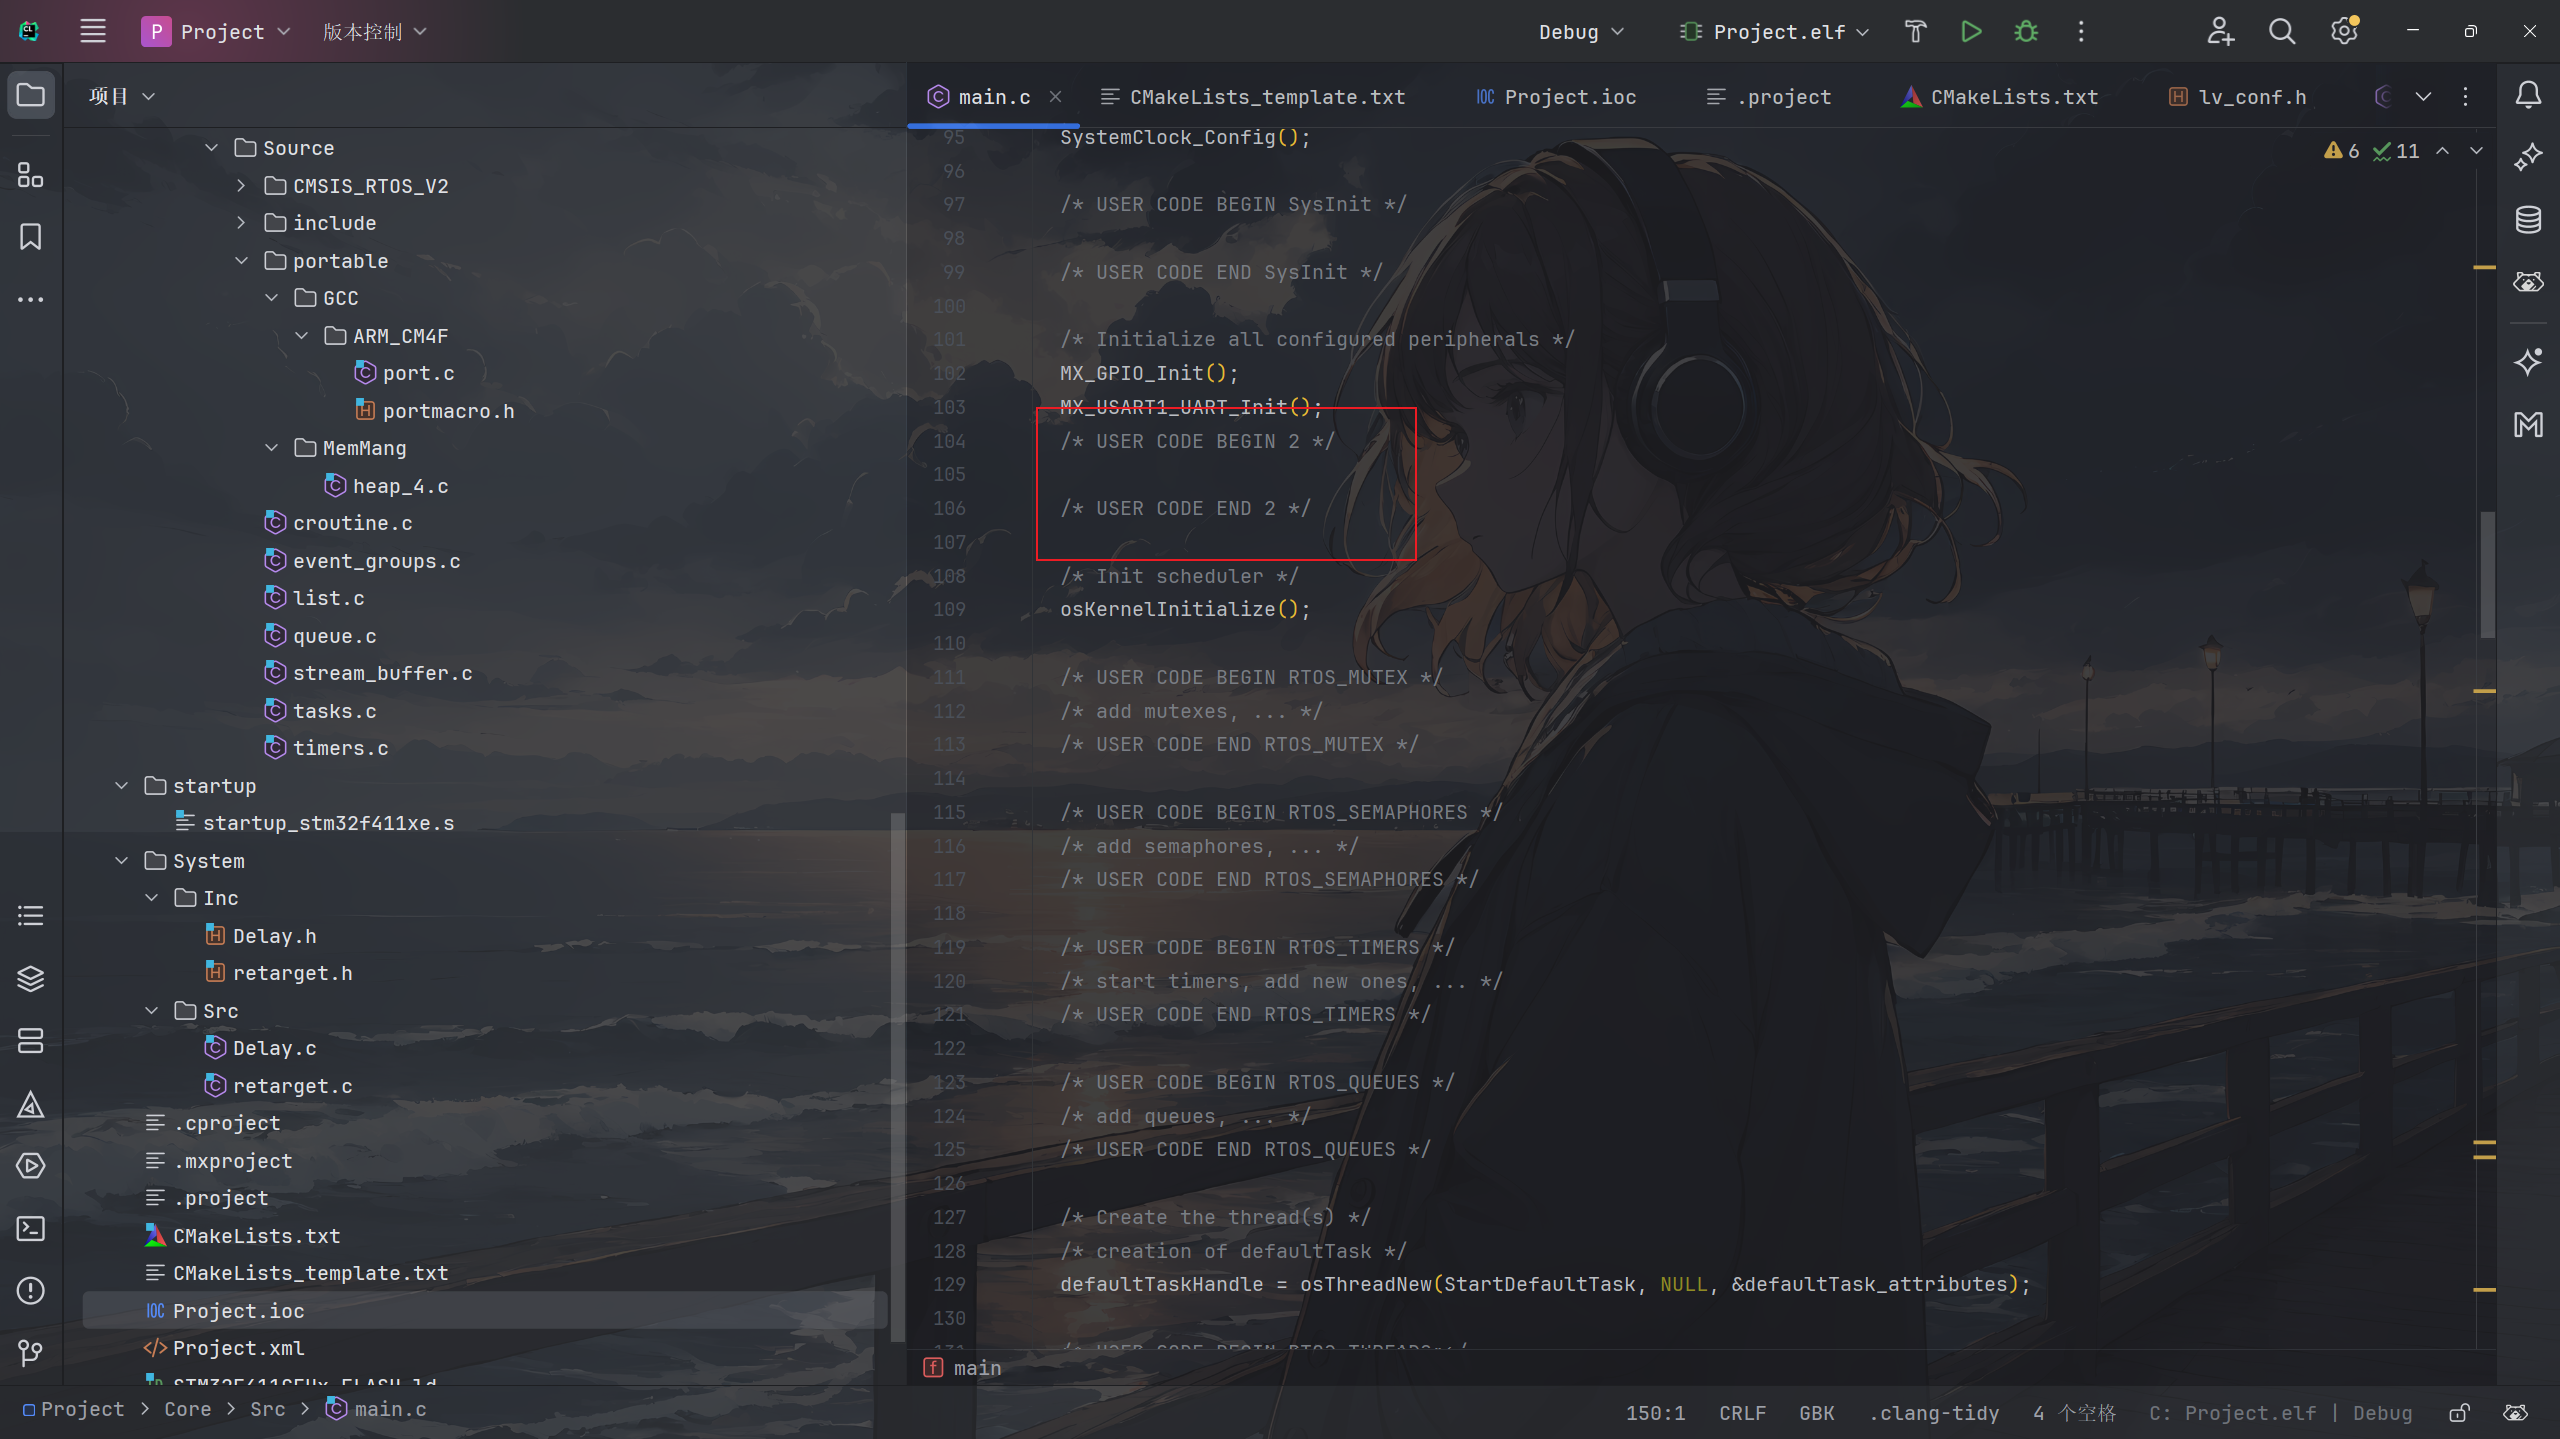 P Project 版本控制 Debug Project.elf
项目
Source
CMSIS_RTOS_V2
include
portable
GCC
ARM_CM4F
port.c
portmacro.h
MemMang
heap_4.c
croutine.c
event_groups.c
list.c
queue.c
stream_buffer.c
tasks.c
timers.c
startup
startup_stm32f411xe.s
System
Inc
Delay.h
retarget.h
Src
Delay.c
retarget.c
.cproject
.mxproject
.project
CMakeLists.txt
CMakeLists_template.txt
IOC Project.ioc
Project.xml
main.c CMakeLists_template.txt IOC Project.ioc .project CMakeLists.txt lv_conf.h
6 11
95 SystemClock_Config();
96
97 /* USER CODE BEGIN SysInit */
98
99 /* USER CODE END SysInit */
100
101 /* Initialize all configured peripherals */
102 MX_GPIO_Init();
103 MX_USART1_UART_Init();
104 /* USER CODE BEGIN 2 */
105
106 /* USER CODE END 2 */
107
108 /* Init scheduler */
109 osKernelInitialize();
110
111 /* USER CODE BEGIN RTOS_MUTEX */
112 /* add mutexes, ... */
113 /* USER CODE END RTOS_MUTEX */
114
115 /* USER CODE BEGIN RTOS_SEMAPHORES */
116 /* add semaphores, ... */
117 /* USER CODE END RTOS_SEMAPHORES */
118
119 /* USER CODE BEGIN RTOS_TIMERS */
120 /* start timers, add new ones, ... */
121 /* USER CODE END RTOS_TIMERS */
122
123 /* USER CODE BEGIN RTOS_QUEUES */
124 /* add queues, ... */
125 /* USER CODE END RTOS_QUEUES */
126
127 /* Create the thread(s) */
128 /* creation of defaultTask */
129 defaultTaskHandle = osThreadNew(StartDefaultTask, NULL, &defaultTask_attributes);
130
main
Project > Core > Src > main.c 150:1 CRLF GBK .clang-tidy 4 个空格 C: Project.elf | Debug